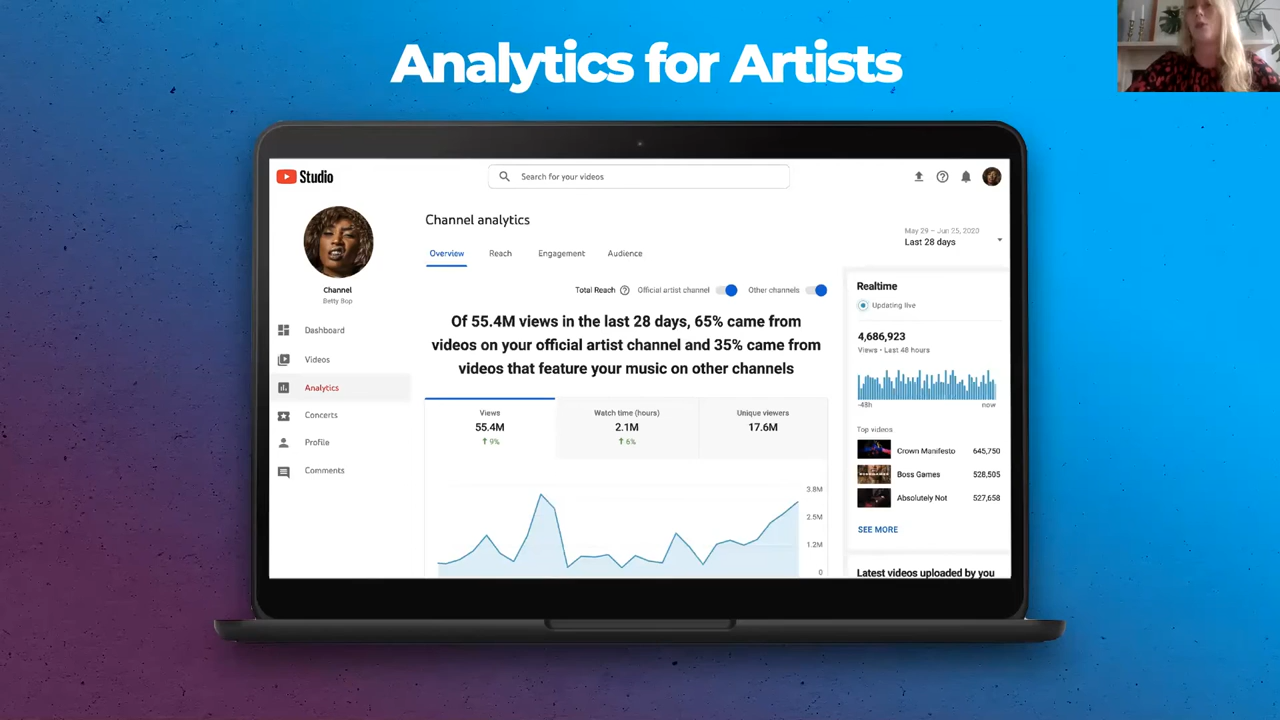 Analytics for Artists
Studio
Search for your videos
Channel
Betty Bop
Dashboard
Videos
Analytics
Concerts
Profile
Comments
Channel analytics
May 29 – Jun 25, 2020
Last 28 days
Overview
Reach
Engagement
Audience
Total Reach
Official artist channel
Other channels
Of 55.4M views in the last 28 days, 65% came from
videos on your official artist channel and 35% came from
videos that feature your music on other channels
Views
55.4M
9%
Watch time (hours)
2.1M
6%
Unique viewers
17.6M
3.8M
2.5M
1.2M
0
Realtime
Updating live
4,686,923
Views • Last 48 hours
-48h
now
Top videos
Crown Manifesto 645,750
Boss Games 528,505
Absolutely Not 527,658
SEE MORE
Latest videos uploaded by you